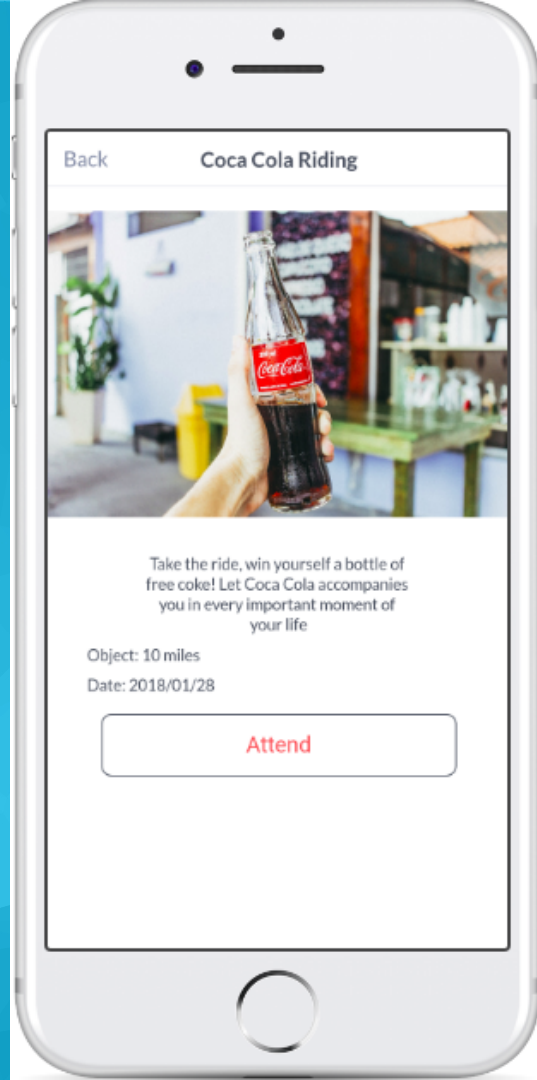 Back
Coca Cola Riding
Coca-Cola
Take the ride, win yourself a bottle of
free coke! Let Coca Cola accompanies
you in every important moment of
your life
Object: 10 miles
Date: 2018/01/28
Attend